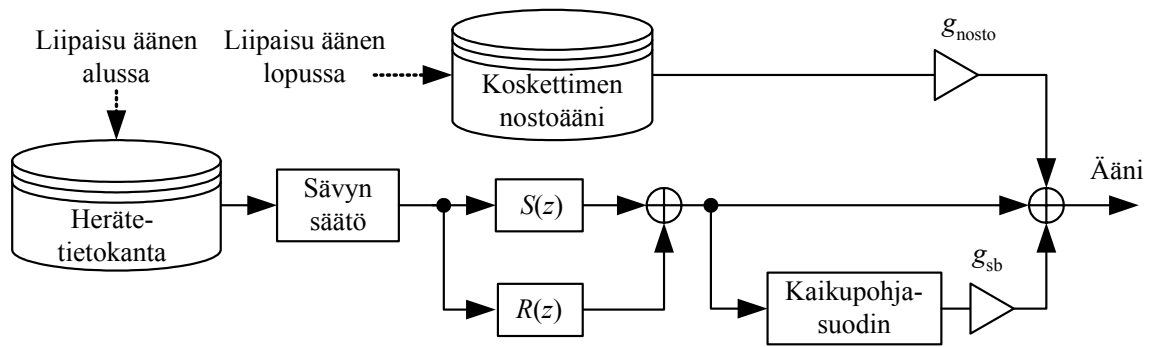 Liipaisu äänen
alussa
Liipaisu äänen
lopussa
Koskettimen
nostoääni
g_nosto
Heräte-
tietokanta
Sävyn
säätö
S(z)
R(z)
Kaikupohja-
suodin
g_sb
Ääni